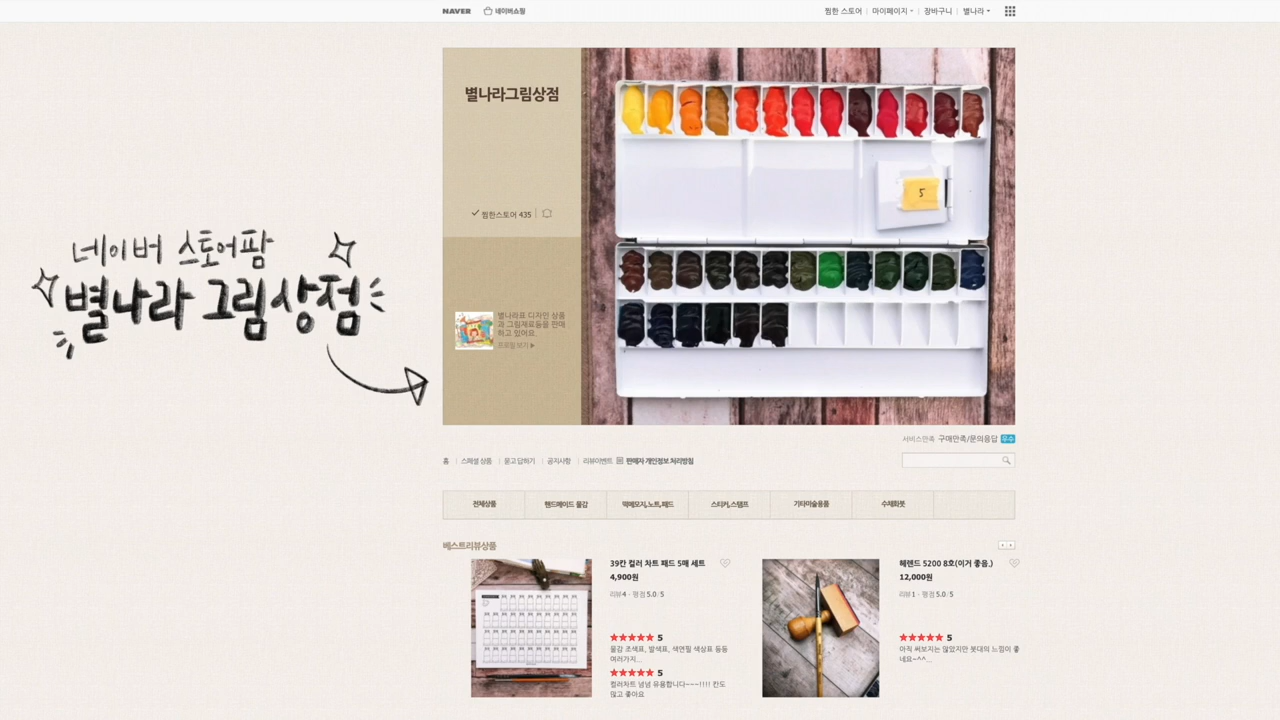 NAVER 네이버쇼핑 찜한 스토어 마이페이지 장바구니 별나라
별나라그림상점
5
찜한스토어 435
네이버 스토어팜
별나라 그림상점
별나라표 디자인 상품
과 그림재료들을 판매
하고 있어요.
프로필 보기 ▶
서비스만족 구매만족/문의응답 우수
홈 스페셜 상품 묻고 답하기 공지사항 리뷰이벤트 판매자 개인정보 처리방침
전체상품 핸드메이드 물감 떡메모지,노트,패드 스티커,스탬프 기타미술용품 수채화붓
베스트리뷰상품
39칸 컬러 차트 패드 5매 세트
4,900원
리뷰 4 · 평점 5.0/5
★★★★★ 5
물감 조색표, 발색표, 색연필 색상표 등등
여러가지...
★★★★★ 5
컬러차트 넘넘 유용합니다~~~!!!! 칸도
많고 좋아요
헤렌드 5200 8호(이거 좋음.)
12,000원
리뷰 1 · 평점 5.0/5
★★★★★ 5
아직 써보지는 않았지만 붓대의 느낌이 좋
네요~^^...